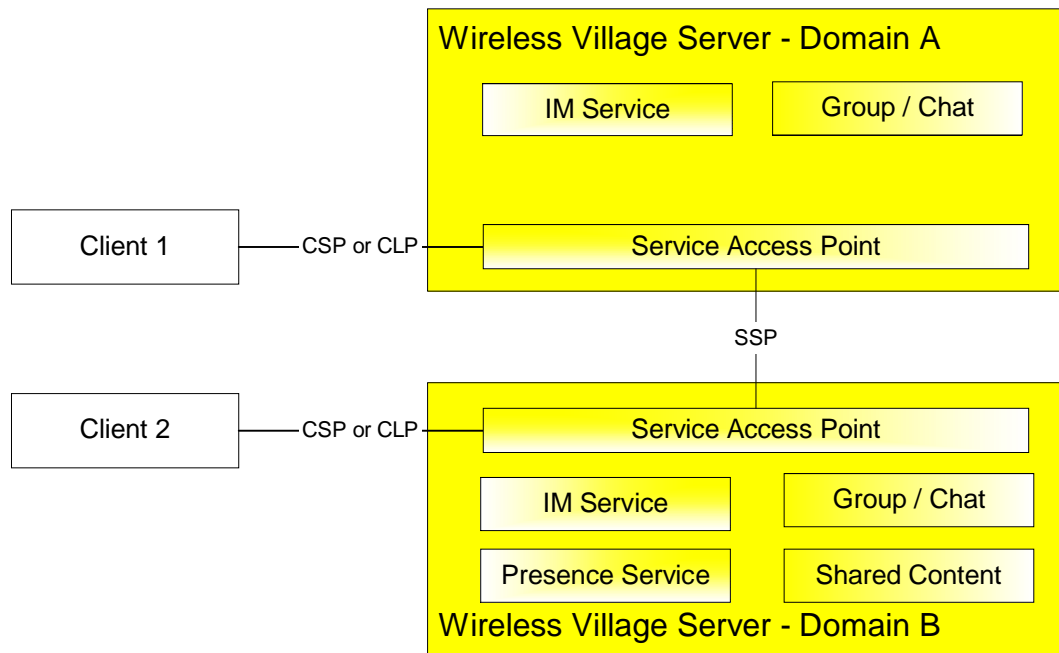 Wireless Village Server - Domain A
IM Service
Group / Chat
Client 1
CSP or CLP
Service Access Point
SSP
Client 2
CSP or CLP
Service Access Point
IM Service
Group / Chat
Presence Service
Shared Content
Wireless Village Server - Domain B